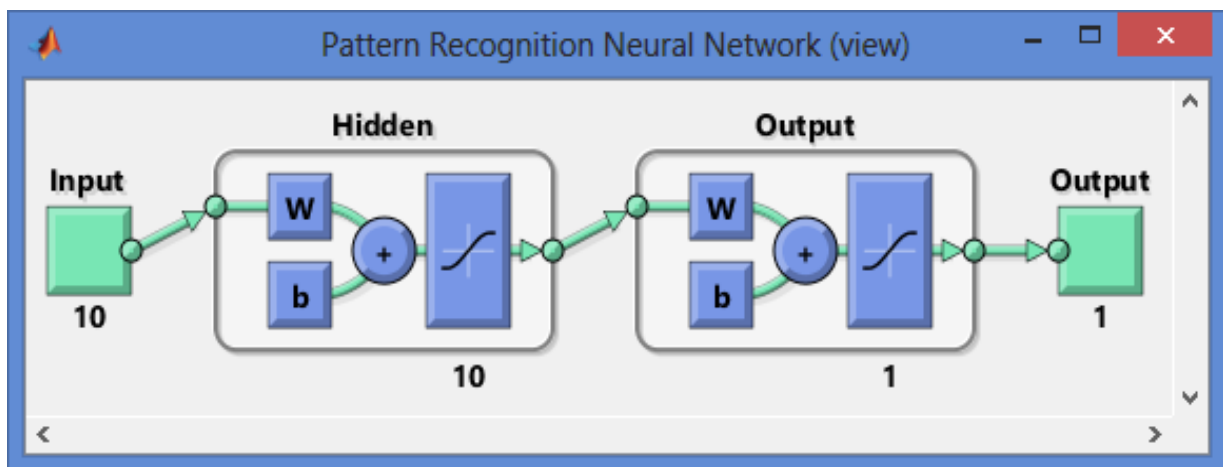 Pattern Recognition Neural Network (view)
Hidden
Output
Input
W
b
+
W
b
+
Output
10
10
1
1